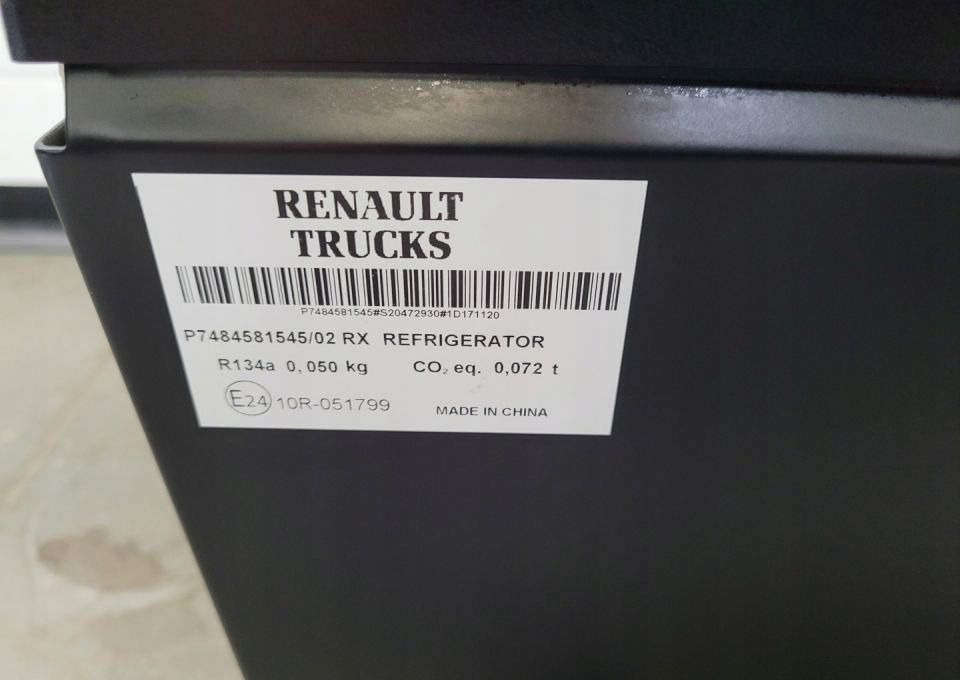 RENAULT
TRUCKS
P7484581545#S20472930#1D171120
P7484581545/02 RX REFRIGERATOR
R134a 0,050 kg CO₂ eq. 0,072 t
E24 10R-051799 MADE IN CHINA